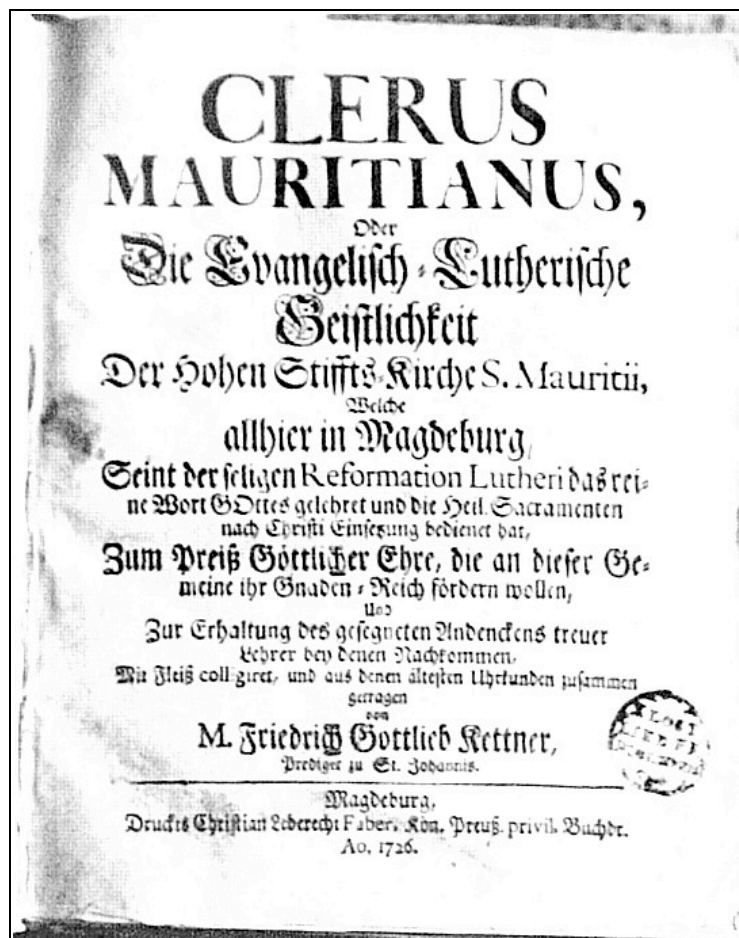 CLERUS
MAURITIANUS,
Oder
Die Evangelisch-Lutherische
Geistlichkeit
Der Hohen Stiffts-Kirche S. Mauritii,
Welche
allhier in Magdeburg,
Seint der seligen Reformation Lutheri das rei-
ne Wort GOttes gelehret und die Heil. Sacramenten
nach Christi Einsetzung bedienet hat,
Zum Preiß Göttlicher Ehre, die an dieser Ge-
meine ihr Gnaden-Reich fördern wollen,
Und
Zur Erhaltung des gesegneten Andenckens treuer
Lehrer bey denen Nachkommen,
Mit Fleiß colligiret, und aus denen ältesten Uhrkunden zusammen
getragen
von
M. Friedrich Gottlieb Kettner,
Prediger zu St. Johannis.
Magdeburg,
Druckts Christian Leberecht Faber, Kön. Preuß. privil. Buchdr.
Ao. 1726.